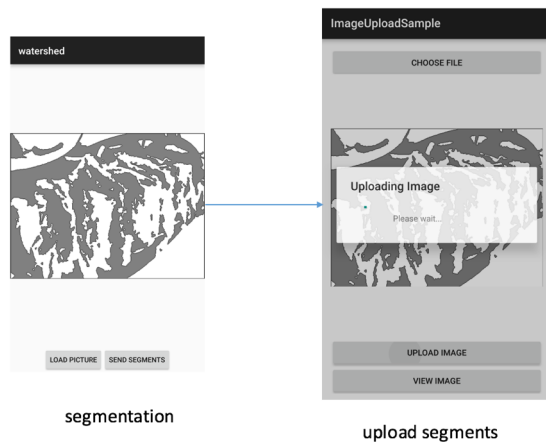 watershed
LOAD PICTURE SEND SEGMENTS
segmentation
ImageUploadSample
CHOOSE FILE
Uploading Image
Please wait...
UPLOAD IMAGE
VIEW IMAGE
upload segments